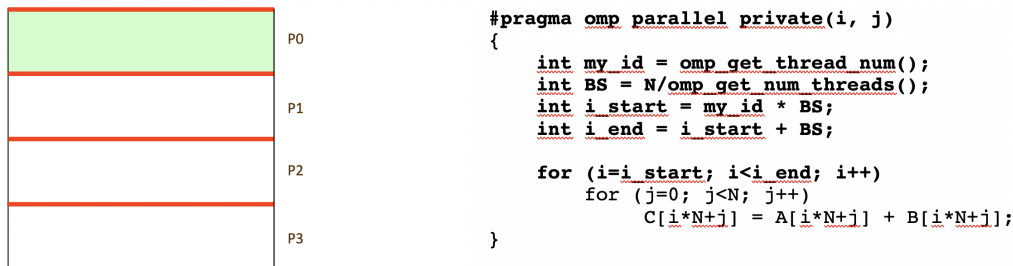 P0
P1
P2
P3
#pragma omp parallel private(i, j)
{
    int my_id = omp_get_thread_num();
    int BS = N/omp_get_num_threads();
    int i_start = my_id * BS;
    int i_end = i_start + BS;

    for (i=i_start; i<i_end; i++)
        for (j=0; j<N; j++)
            C[i*N+j] = A[i*N+j] + B[i*N+j];
}